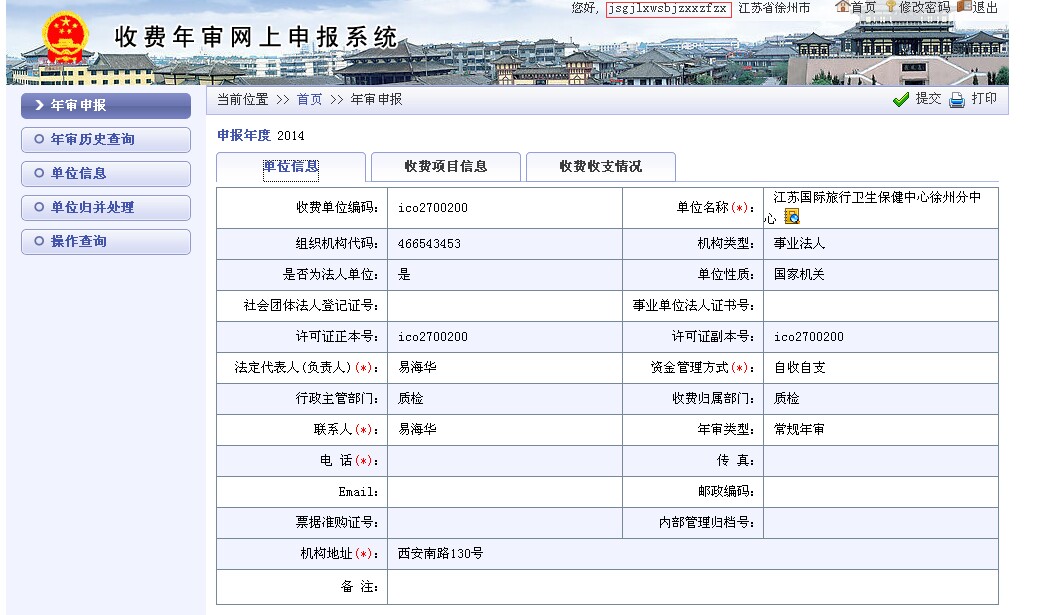 您好, jsgjlxwsbjzxxzfzx 江苏省徐州市 首页 修改密码 退出
收费年审网上申报系统
年审申报
年审历史查询
单位信息
单位归并处理
操作查询
当前位置 >> 首页 >> 年审申报 提交 打印
申报年度 2014
单位信息 收费项目信息 收费收支情况
收费单位编码: ico2700200 单位名称(*): 江苏国际旅行卫生保健中心徐州分中
心
组织机构代码: 466543453 机构类型: 事业法人
是否为法人单位: 是 单位性质: 国家机关
社会团体法人登记证号: 事业单位法人证书号:
许可证正本号: ico2700200 许可证副本号: ico2700200
法定代表人(负责人)(*): 易海华 资金管理方式(*): 自收自支
行政主管部门: 质检 收费归属部门: 质检
联系人(*): 易海华 年审类型: 常规年审
电 话(*): 传 真:
Email: 邮政编码:
票据准购证号: 内部管理归档号:
机构地址(*): 西安南路130号
备 注: